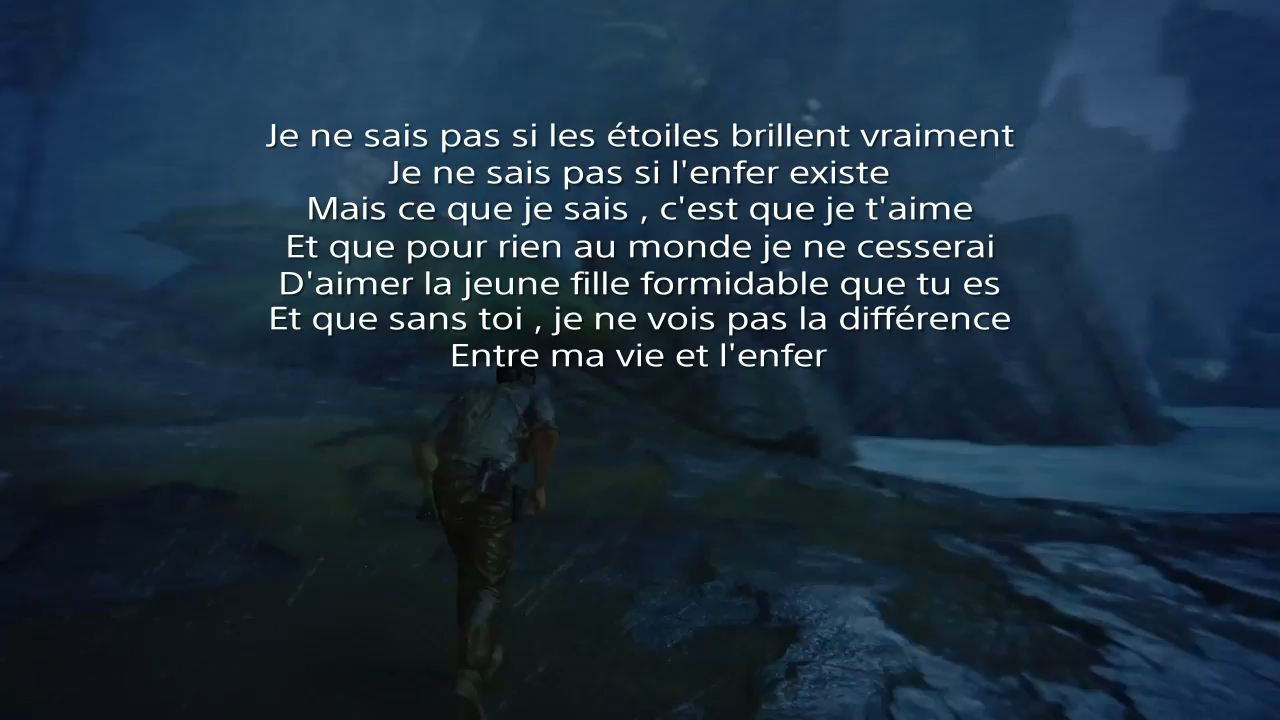 Je ne sais pas si les étoiles brillent vraiment
Je ne sais pas si l'enfer existe
Mais ce que je sais , c'est que je t'aime
Et que pour rien au monde je ne cesserai
D'aimer la jeune fille formidable que tu es
Et que sans toi , je ne vois pas la différence
Entre ma vie et l'enfer